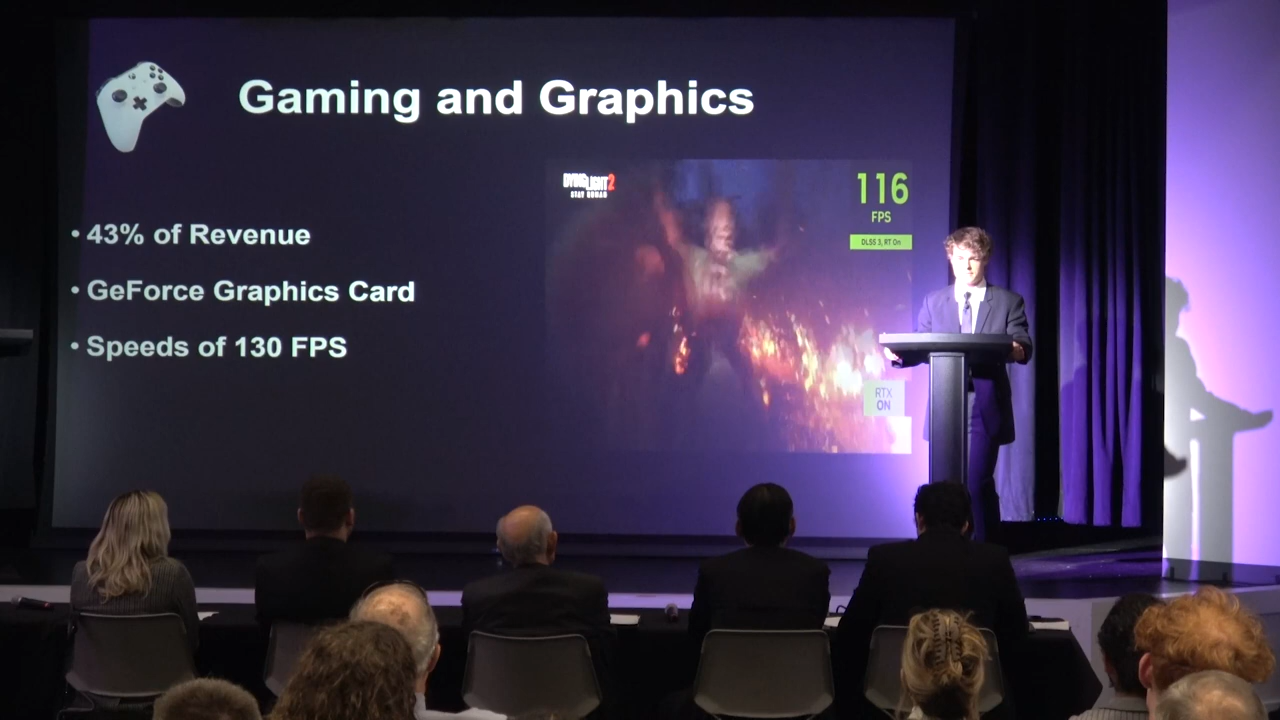 Gaming and Graphics
• 43% of Revenue
• GeForce Graphics Card
• Speeds of 130 FPS
DYING LIGHT 2
STAY HUMAN
116
FPS
DLSS 3, RT On
RTX
ON